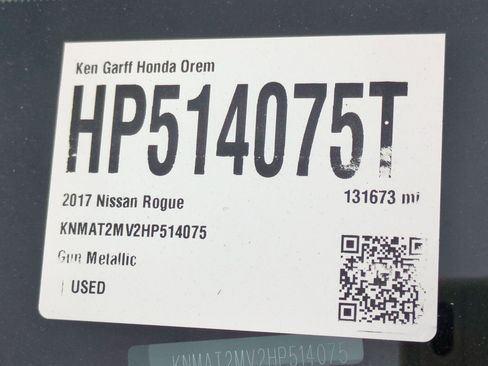 Ken Garff Honda Orem
HP514075T
2017 Nissan Rogue 131673 mi
KNMAT2MV2HP514075
Gun Metallic
| USED
KNMAT2MV2HP514075